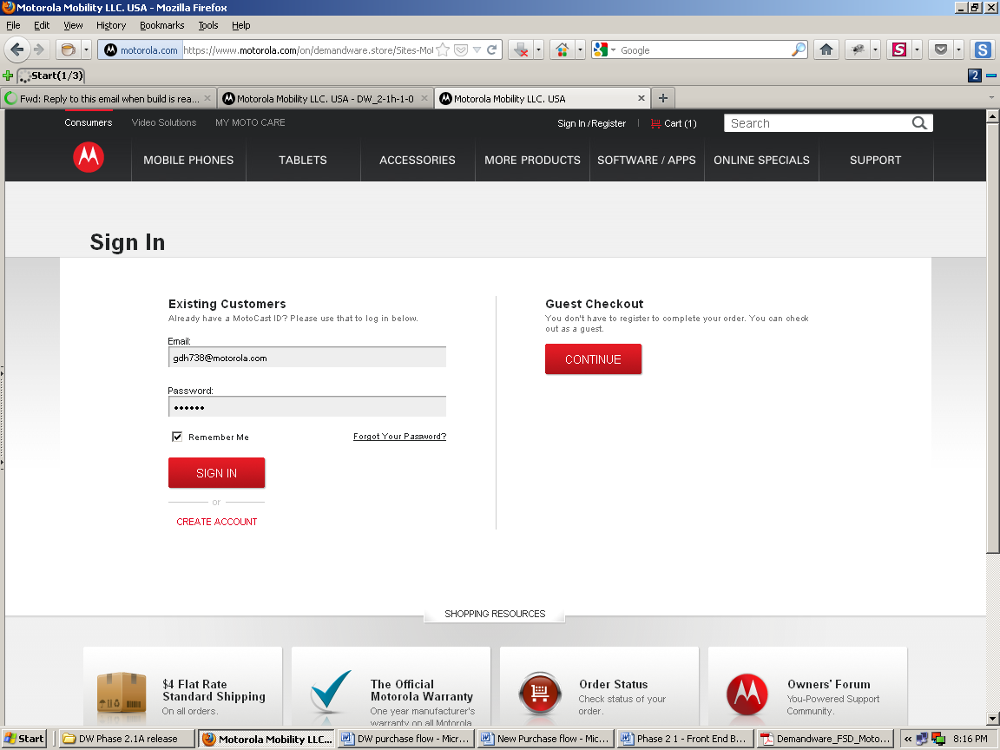 Motorola Mobility LLC. USA - Mozilla Firefox
File Edit View History Bookmarks Tools Help
motorola.com https://www.motorola.com/on/demandware.store/Sites-Mot
Google
Start(1/3)
2
Fwd: Reply to this email when build is rea...
Motorola Mobility LLC. USA - DW_2-1h-1-0
Motorola Mobility LLC. USA
Consumers Video Solutions MY MOTO CARE
Sign In/Register | Cart (1) Search
MOBILE PHONES TABLETS ACCESSORIES MORE PRODUCTS SOFTWARE / APPS ONLINE SPECIALS SUPPORT
Sign In
Existing Customers
Already have a MotoCast ID? Please use that to log in below.
Email:
gdh738@motorola.com
Password:
••••••
Remember Me Forgot Your Password?
SIGN IN
or
CREATE ACCOUNT
Guest Checkout
You don't have to register to complete your order. You can check
out as a guest.
CONTINUE
SHOPPING RESOURCES
$4 Flat Rate
Standard Shipping
On all orders.
The Official
Motorola Warranty
One year manufacturer's
warranty on all Motorola
Order Status
Check status of your
order.
Owners' Forum
You-Powered Support
Community.
Start DW Phase 2.1A release Motorola Mobility LLC... DW purchase flow - Micr... New Purchase flow - Mic... Phase 2 1 - Front End B... Demandware_FSD_Moto... « 8:16 PM